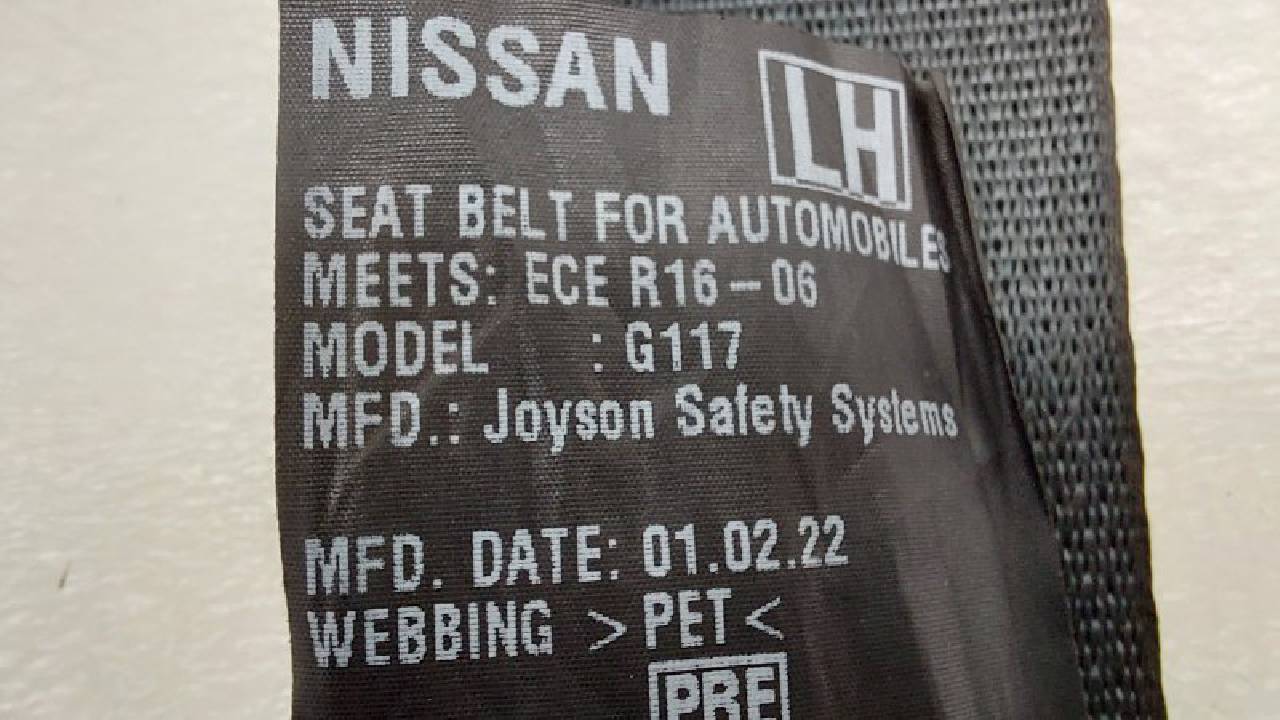 NISSAN LH
SEAT BELT FOR AUTOMOBILES
MEETS: ECE R16-06
MODEL : G117
MFD.: Joyson Safety Systems
MFD. DATE: 01.02.22
WEBBING >PET<
PRE